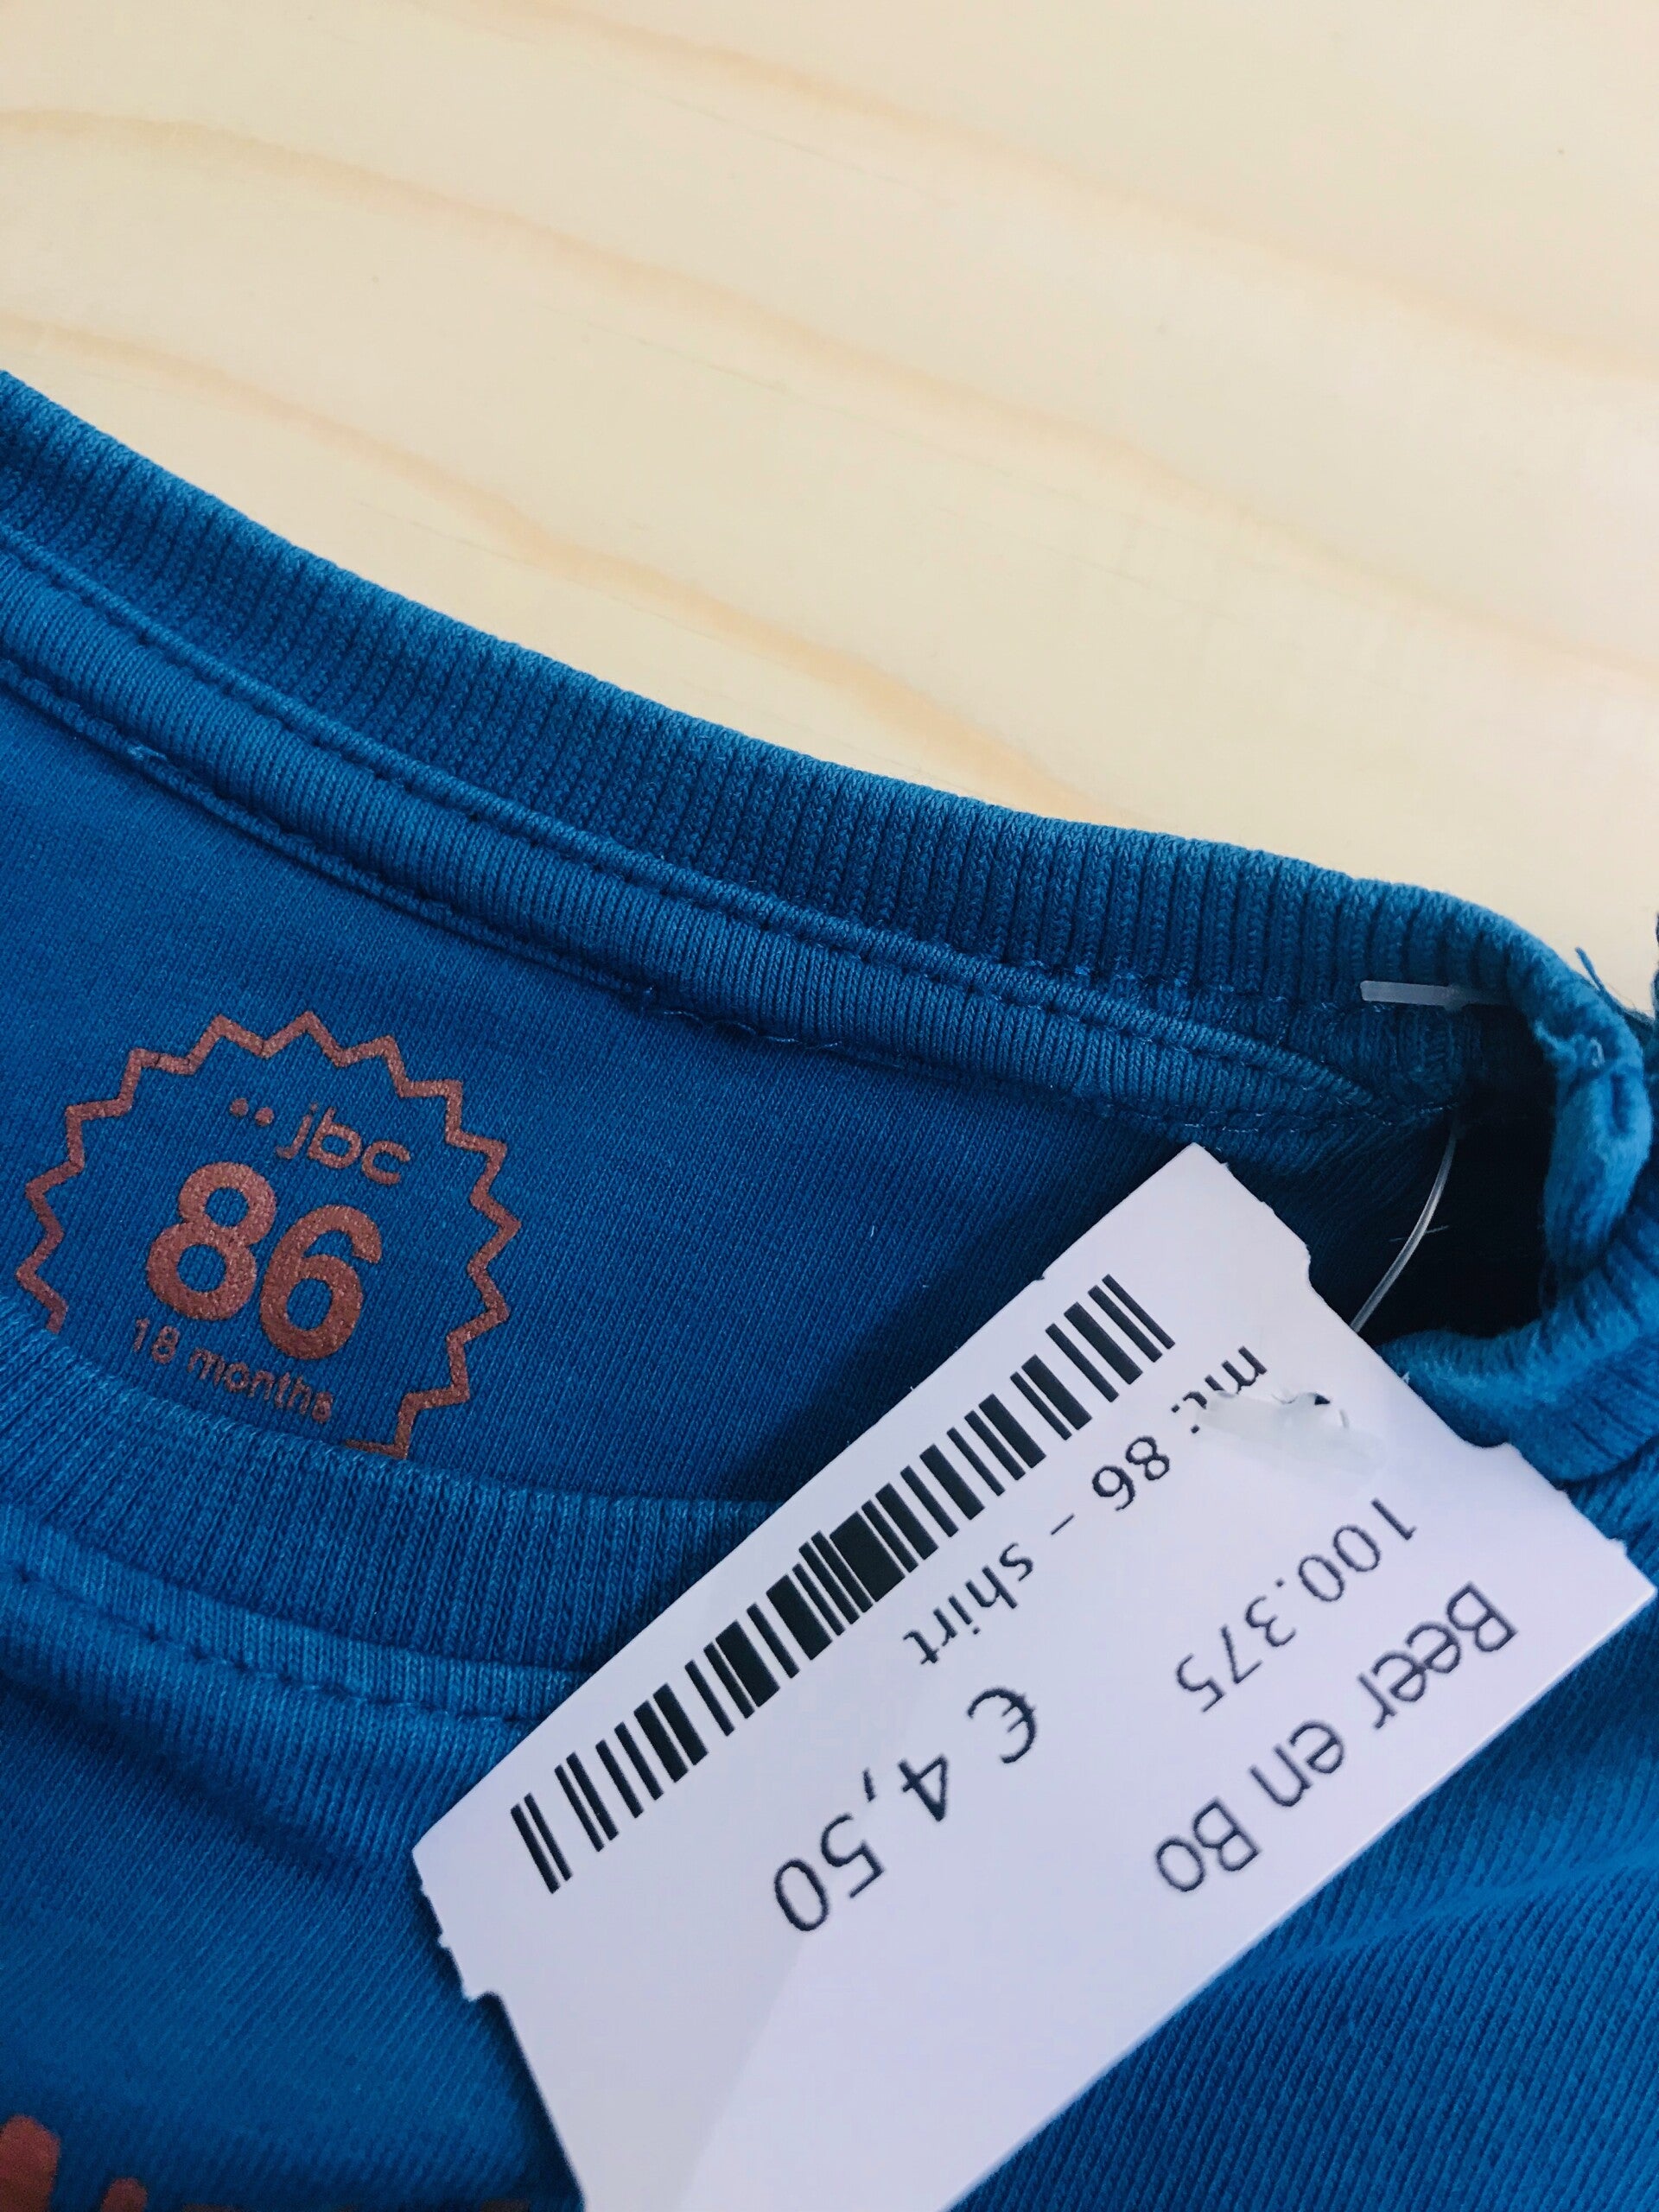 jbc
86
18 months
Beer en Bo
100.375
mt: 86 - shirt
€ 4,50